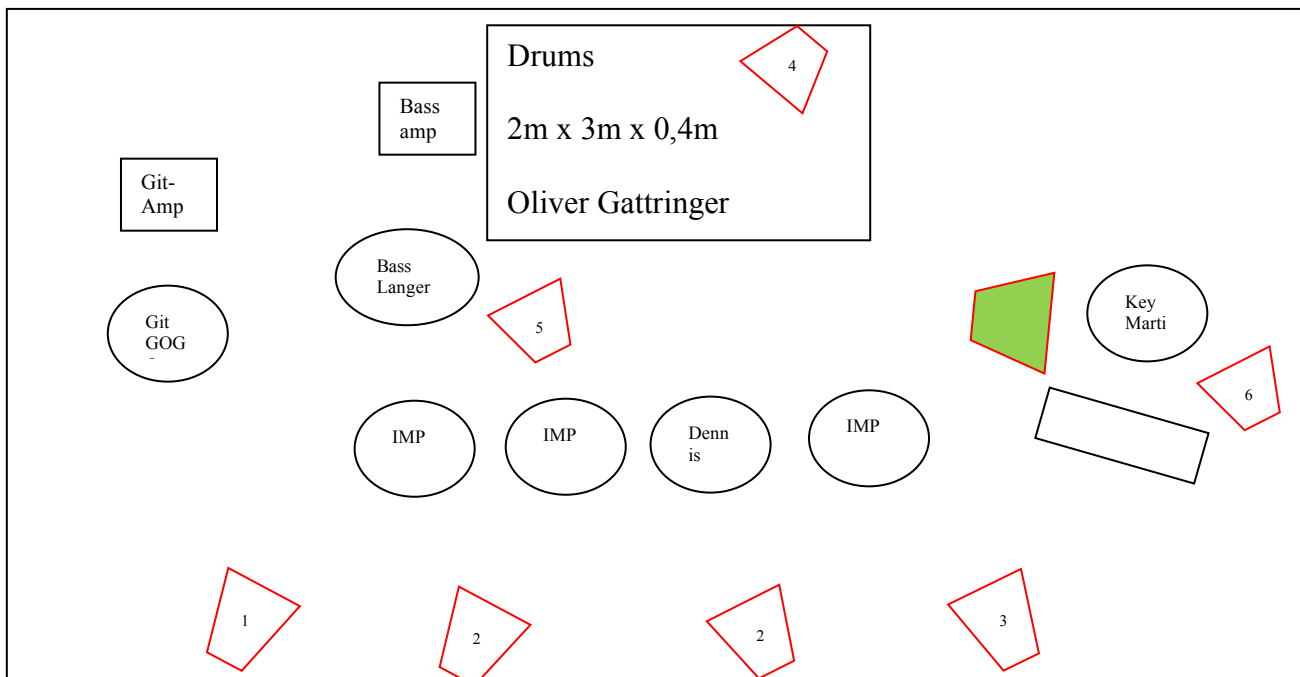 Drums
4
2m x 3m x 0,4m
Oliver Gattringer
Bass
amp
Git-
Amp
Bass
Langer
Git
GOG
5
Key
Marti
6
IMP
IMP
Denn
is
IMP
1
2
2
3